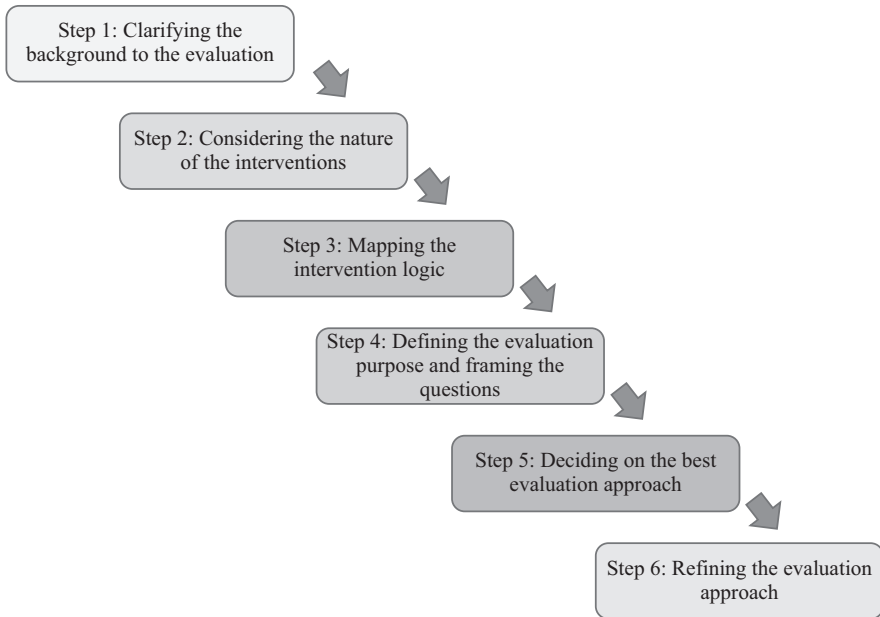 Step 1: Clarifying the
background to the evaluation
Step 2: Considering the nature
of the interventions
Step 3: Mapping the
intervention logic
Step 4: Defining the evaluation
purpose and framing the
questions
Step 5: Deciding on the best
evaluation approach
Step 6: Refining the evaluation
approach